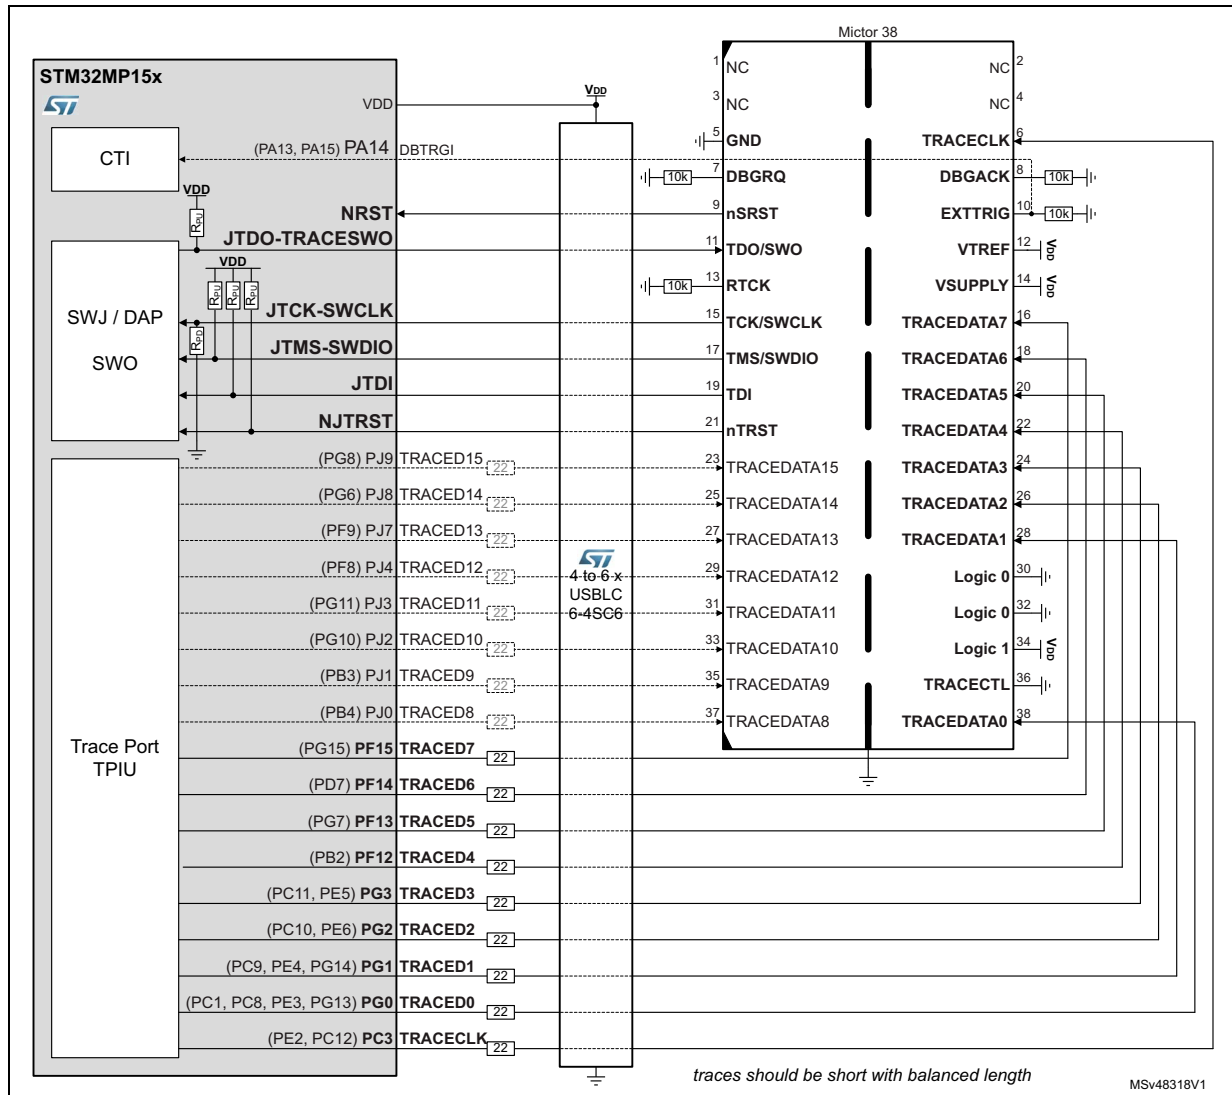 Mictor 38
STM32MP15x
ST
VDD
VDD
CTI
(PA13, PA15) PA14 DBTRGI
VDD
RPU
NRST
JTDO-TRACESWO
VDD
RPU RPU RPU
SWJ / DAP
SWO
JTCK-SWCLK
RPD
JTMS-SWDIO
JTDI
NJTRST
Trace Port
TPIU
(PG8) PJ9 TRACED15 22
(PG6) PJ8 TRACED14 22
(PF9) PJ7 TRACED13 22
(PF8) PJ4 TRACED12 22
(PG11) PJ3 TRACED11 22
(PG10) PJ2 TRACED10 22
(PB3) PJ1 TRACED9 22
(PB4) PJ0 TRACED8 22
(PG15) PF15 TRACED7 22
(PD7) PF14 TRACED6 22
(PG7) PF13 TRACED5 22
(PB2) PF12 TRACED4 22
(PC11, PE5) PG3 TRACED3 22
(PC10, PE6) PG2 TRACED2 22
(PC9, PE4, PG14) PG1 TRACED1 22
(PC1, PC8, PE3, PG13) PG0 TRACED0 22
(PE2, PC12) PC3 TRACECLK 22
ST
4 to 6 x
USBLC
6-4SC6
1 NC NC 2
3 NC NC 4
5 GND TRACECLK 6
10k 7 DBGRQ DBGACK 8 10k
9 nSRST EXTTRIG 10 10k
11 TDO/SWO VTREF 12 VDD
10k 13 RTCK VSUPPLY 14 VDD
15 TCK/SWCLK TRACEDATA7 16
17 TMS/SWDIO TRACEDATA6 18
19 TDI TRACEDATA5 20
21 nTRST TRACEDATA4 22
23 TRACEDATA15 TRACEDATA3 24
25 TRACEDATA14 TRACEDATA2 26
27 TRACEDATA13 TRACEDATA1 28
29 TRACEDATA12 Logic 0 30
31 TRACEDATA11 Logic 0 32
33 TRACEDATA10 Logic 1 34 VDD
35 TRACEDATA9 TRACECTL 36
37 TRACEDATA8 TRACEDATA0 38
traces should be short with balanced length
MSv48318V1